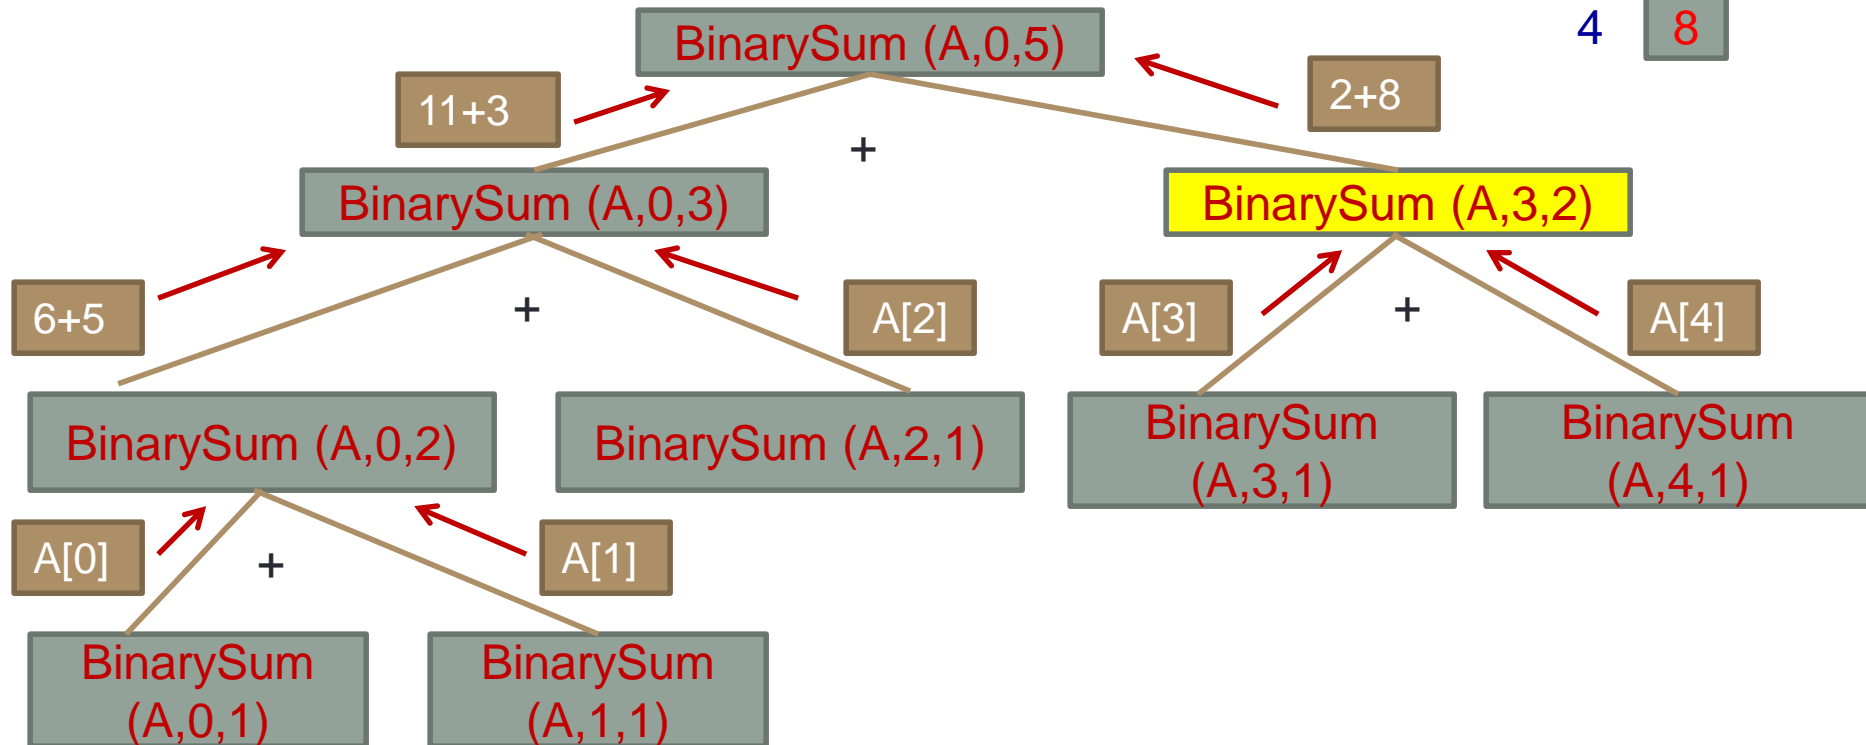 BinarySum (A,0,5)
4
8
11+3
2+8
+
BinarySum (A,0,3)
BinarySum (A,3,2)
6+5
+
A[2]
A[3]
+
A[4]
BinarySum (A,0,2)
BinarySum (A,2,1)
BinarySum
(A,3,1)
BinarySum
(A,4,1)
A[0]
+
A[1]
BinarySum
(A,0,1)
BinarySum
(A,1,1)